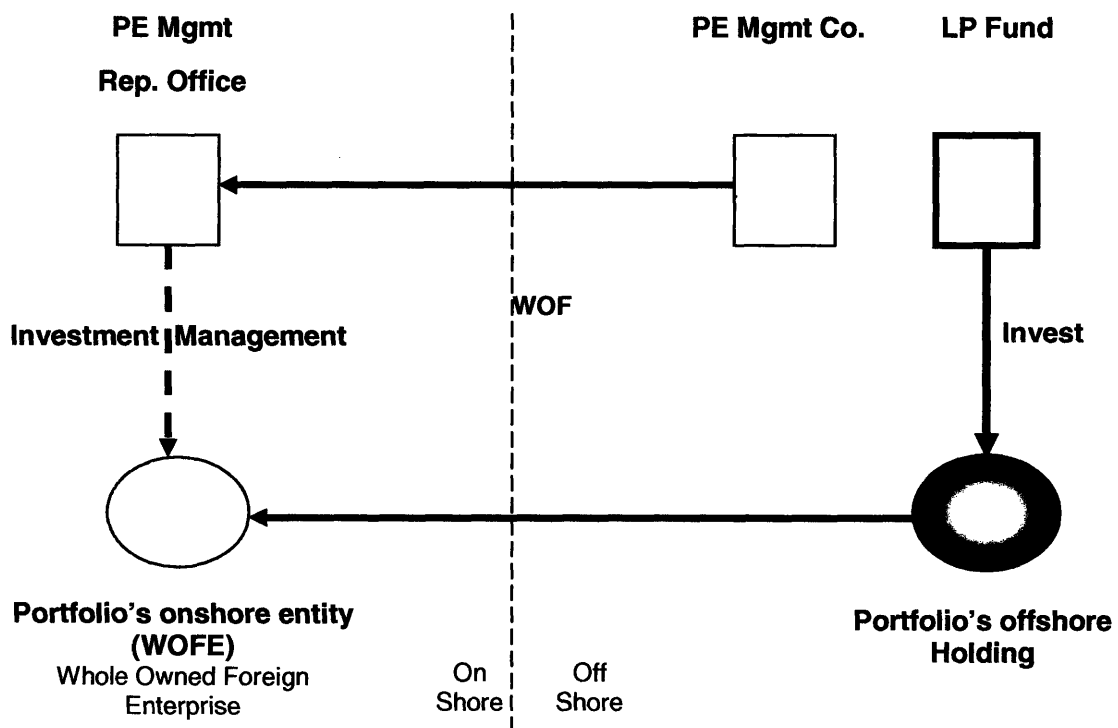 PE Mgmt
Rep. Office
PE Mgmt Co.
LP Fund
WOF
Investment Management
Invest
Portfolio's onshore entity
(WOFE)
Whole Owned Foreign
Enterprise
On
Shore
Off
Shore
Portfolio's offshore
Holding